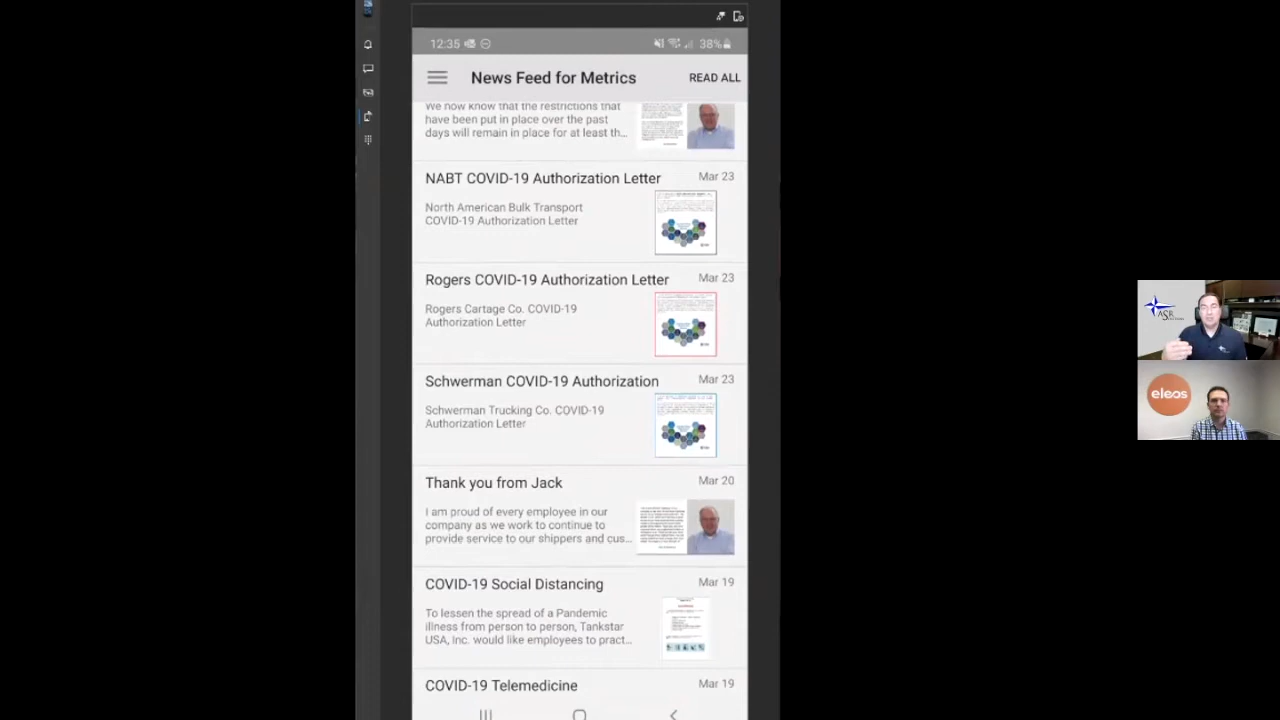 12:35
38%
News Feed for Metrics
READ ALL
We now know that the restrictions that
have been put in place over the past
days will remain in place for at least th...
NABT COVID-19 Authorization Letter
Mar 23
North American Bulk Transport
COVID-19 Authorization Letter
Rogers COVID-19 Authorization Letter
Mar 23
Rogers Cartage Co. COVID-19
Authorization Letter
Schwerman COVID-19 Authorization
Mar 23
Schwerman Trucking Co. COVID-19
Authorization Letter
Thank you from Jack
Mar 20
I am proud of every employee in our
company as we work to continue to
provide service to our shippers and cus...
COVID-19 Social Distancing
Mar 19
To lessen the spread of a Pandemic
illness from person to person, Tankstar
USA, Inc. would like employees to pract...
COVID-19 Telemedicine
Mar 19
ASR
eleos